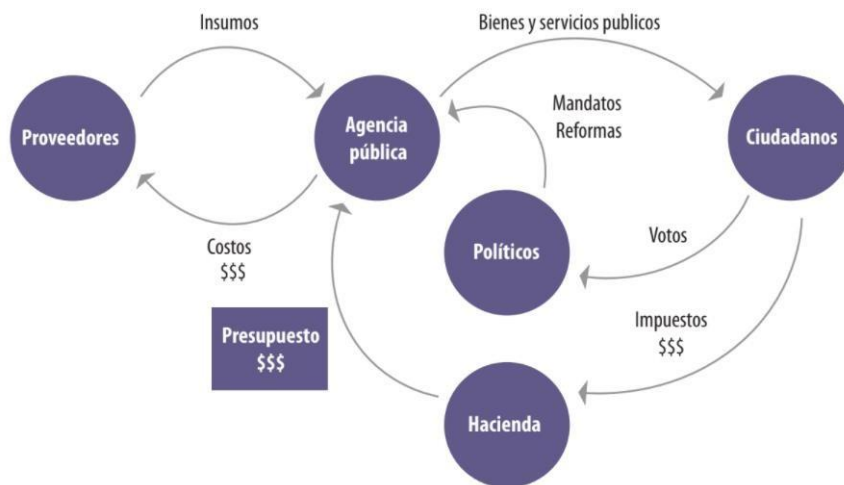 Insumos
Bienes y servicios publicos
Proveedores
Agencia
pública
Mandatos
Reformas
Ciudadanos
Costos
$$$
Políticos
Votos
Presupuesto
$$$
Impuestos
$$$
Hacienda